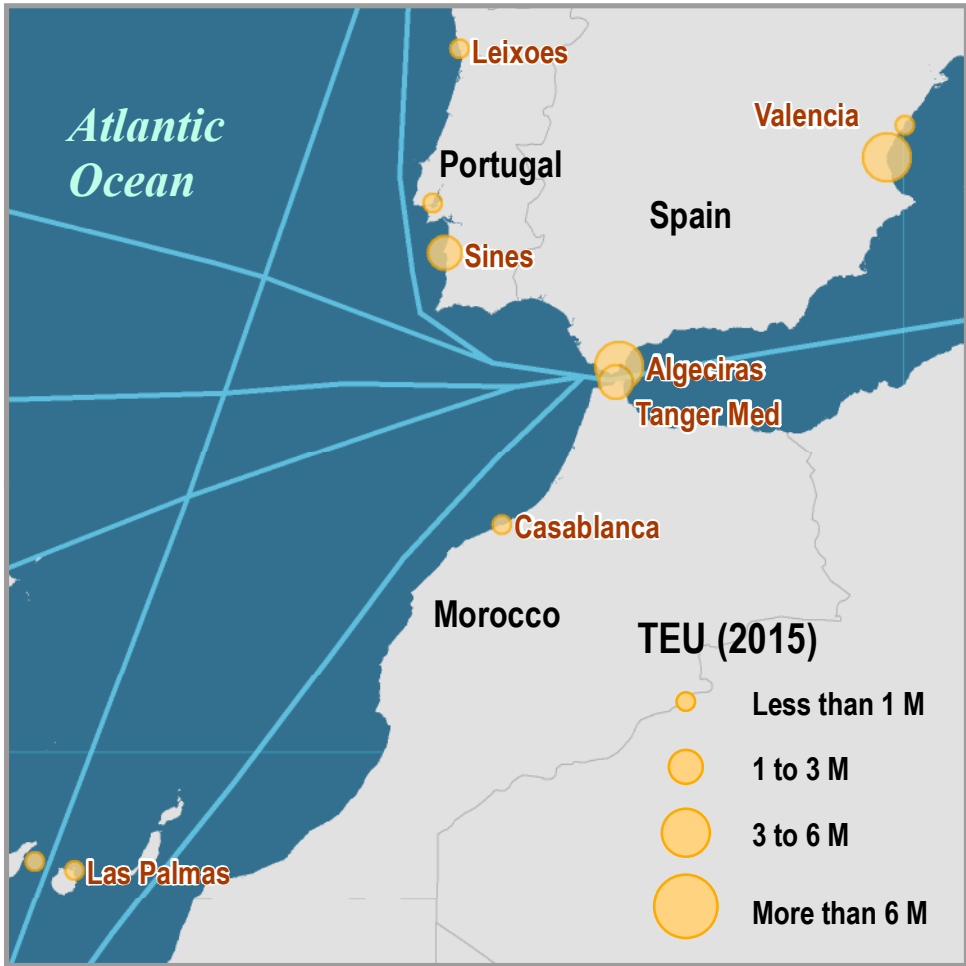 Leixoes
Atlantic
Ocean
Valencia
Portugal
Spain
Sines
Algeciras
Tanger Med
Casablanca
Morocco
TEU (2015)
Less than 1 M
1 to 3 M
3 to 6 M
More than 6 M
Las Palmas